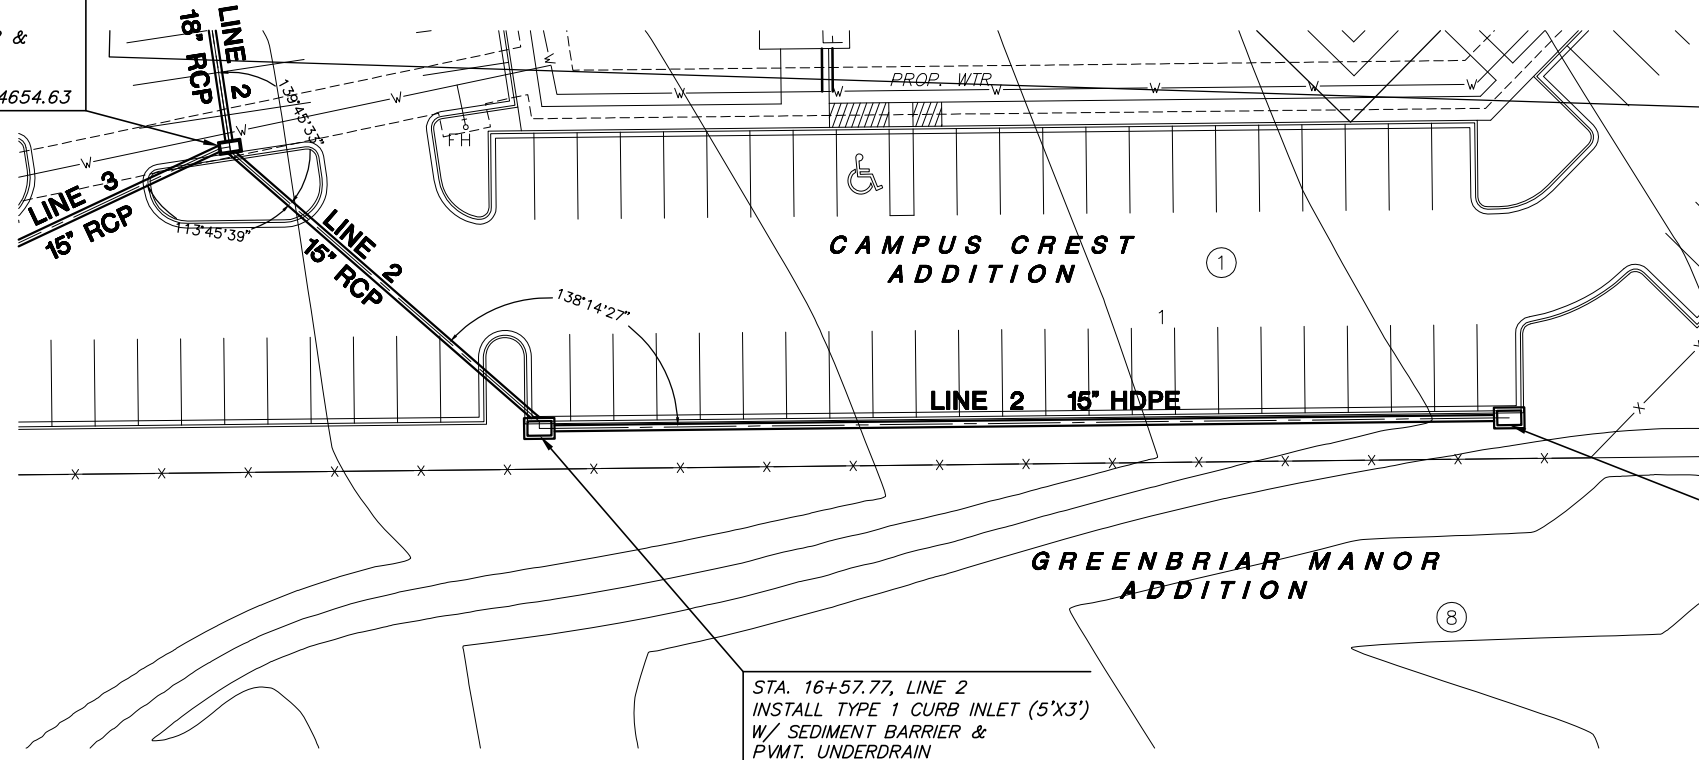 &
4654.63
LINE 2
18" RCP
139°45'33"
W
W
W
W
W
W
W
W
W
W
PROP. WTR
FH
LINE 3
15" RCP
113°45'39"
LINE 2
15" RCP
138°14'27"
CAMPUS CREST
ADDITION
1
1
LINE 2 15" HDPE
X X X X X X X X X X X X X X X X X X X
X
GREENBRIAR MANOR
ADDITION
8
STA. 16+57.77, LINE 2
INSTALL TYPE 1 CURB INLET (5'X3')
W/ SEDIMENT BARRIER &
PVMT. UNDERDRAIN